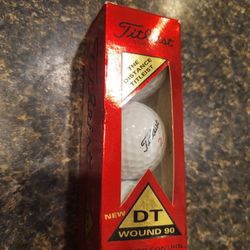 Titleist
THE
DISTANCE
TITLEIST
Titleist
NEW
DT
WOUND 90